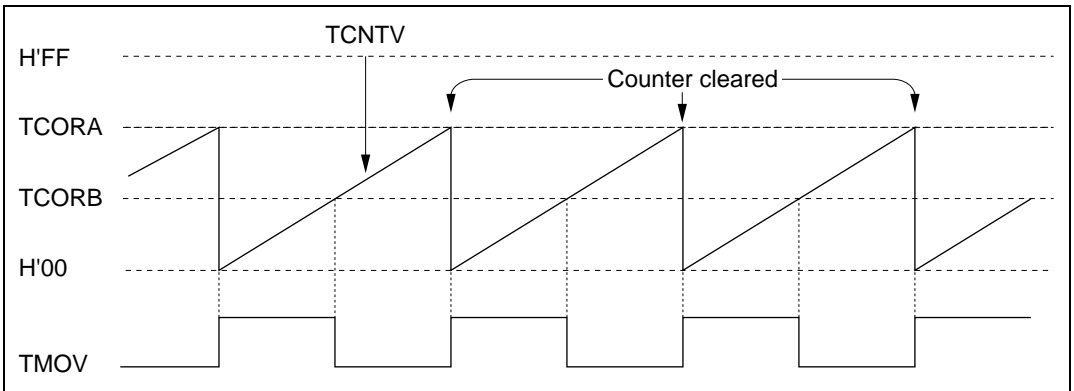 TCNTV
H'FF
Counter cleared
TCORA
TCORB
H'00
TMOV